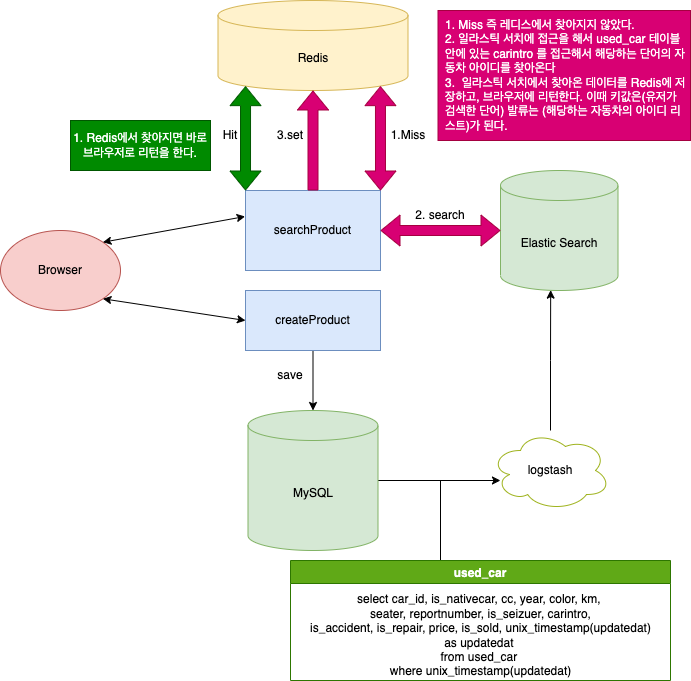 Redis
1. Miss 즉 레디스에서 찾아지지 않았다.
2. 일라스틱 서치에 접근을 해서 used_car 테이블
안에 있는 carintro 를 접근해서 해당하는 단어의 자
동차 아이디를 찾아온다
3. 일라스틱 서치에서 찾아온 데이터를 Redis에 저
장하고, 브라우저에 리턴한다. 이때 키값은(유저가
검색한 단어) 발류는 (해당하는 자동차의 아이디 리
스트)가 된다.
1. Redis에서 찾아지면 바로
브라우저로 리턴을 한다.
Hit
3.set
1.Miss
searchProduct
2. search
Elastic Search
Browser
createProduct
save
MySQL
logstash
used_car
select car_id, is_nativecar, cc, year, color, km,
seater, reportnumber, is_seizuer, carintro,
is_accident, is_repair, price, is_sold, unix_timestamp(updatedat)
as updatedat
from used_car
where unix_timestamp(updatedat)